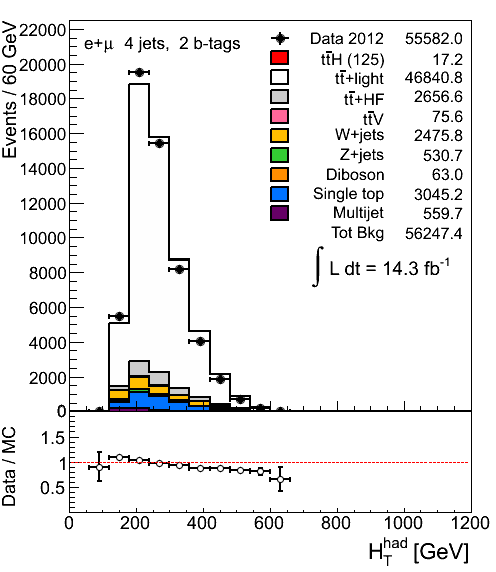 e+μ 4 jets, 2 b-tags
Data 2012 55582.0
tt̅H (125) 17.2
tt̅+light 46840.8
tt̅+HF 2656.6
tt̅V 75.6
W+jets 2475.8
Z+jets 530.7
Diboson 63.0
Single top 3045.2
Multijet 559.7
Tot Bkg 56247.4
∫ L dt = 14.3 fb⁻¹
Events / 60 GeV
22000
20000
18000
16000
14000
12000
10000
8000
6000
4000
2000
0
Data / MC
1.5
1
0.5
0 200 400 600 800 1000 1200
H_T^had [GeV]